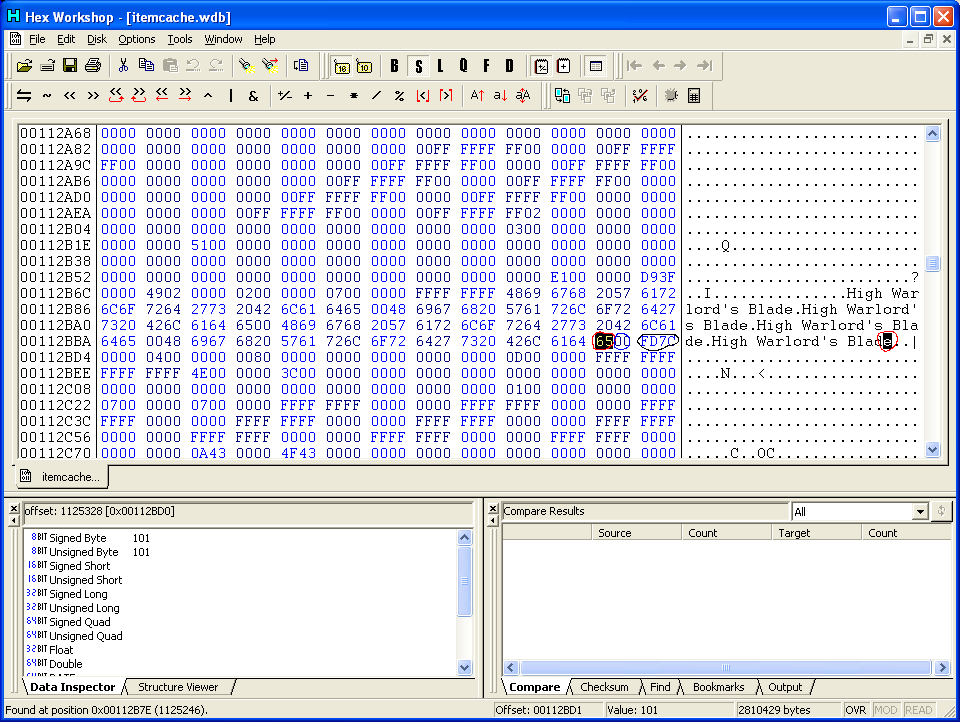 Hex Workshop - [itemcache.wdb]
File Edit Disk Options Tools Window Help
B S L Q F D
00112A68 0000 0000 0000 0000 0000 0000 0000 0000 0000 0000 0000 0000 0000 ..........................
00112A82 0000 0000 0000 0000 0000 0000 00FF FFFF FF00 0000 00FF FFFF
00112A9C FF00 0000 0000 0000 0000 00FF FFFF FF00 0000 00FF FFFF FF00
00112AB6 0000 0000 0000 0000 00FF FFFF FF00 0000 00FF FFFF FF00 0000 0000
00112AD0 0000 0000 0000 00FF FFFF FF00 0000 00FF FFFF FF00 0000 0000
00112AEA 0000 0000 00FF FFFF FF00 0000 00FF FFFF FF02 0000 0000 0000
00112B04 0000 0000 0000 0000 0000 0000 0000 0000 0000 0300 0000 0000 0000
00112B1E 0000 0000 5100 0000 0000 0000 0000 0000 0000 0000 0000 0000 0000 ....Q.....................
00112B38 0000 0000 0000 0000 0000 0000 0000 0000 0000 0000 0000 0000 0000 ..........................
00112B52 0000 0000 0000 0000 0000 0000 0000 0000 0000 0000 E100 0000 D93F .........................?
00112B6C 0000 4902 0000 0200 0000 0700 0000 FFFF FFFF 4869 6768 2057 6172 ..I...............High War
00112B86 6C6F 7264 2773 2042 6C61 6465 0048 6967 6820 5761 726C 6F72 6427 lord's Blade.High Warlord'
00112BA0 7320 426C 6164 6500 4869 6768 2057 6172 6C6F 7264 2773 2042 6C61 s Blade.High Warlord's Bla
00112BBA 6465 0048 6967 6820 5761 726C 6F72 6427 7320 426C 6164 6500 FD7C de.High Warlord's Blade..|
00112BD4 0000 0400 0000 0080 0000 0000 0000 0000 0000 0D00 0000 FFFF FFFF ..........................
00112BEE FFFF FFFF 4E00 0000 3C00 0000 0000 0000 0000 0000 0000 0000 0000 ....N...<.................
00112C08 0000 0000 0000 0000 0000 0000 0000 0000 0000 0100 0000 0000 0000 ..........................
00112C22 0700 0000 0700 0000 FFFF FFFF 0000 0000 0000 FFFF FFFF 0000 0000
00112C3C FFFF 0000 0000 FFFF FFFF 0000 0000 FFFF FFFF 0000 0000 FFFF FFFF
00112C56 0000 0000 FFFF FFFF 0000 0000 FFFF FFFF 0000 0000 FFFF FFFF 0000
00112C70 0000 0000 0A43 0000 4F43 0000 0000 0000 0000 0000 0000 0000 0000 .....C..OC................
itemcache...
offset: 1125328 [0x00112BD0]
8BIT Signed Byte 101
8BIT Unsigned Byte 101
16BIT Signed Short
16BIT Unsigned Short
32BIT Signed Long
32BIT Unsigned Long
64BIT Signed Quad
64BIT Unsigned Quad
32BIT Float
64BIT Double
Data Inspector Structure Viewer
Compare Results All
Source Count Target Count
Compare Checksum Find Bookmarks Output
Found at position 0x00112B7E (1125246). Offset: 00112BD1 Value: 101 2810429 bytes OVR MOD READ